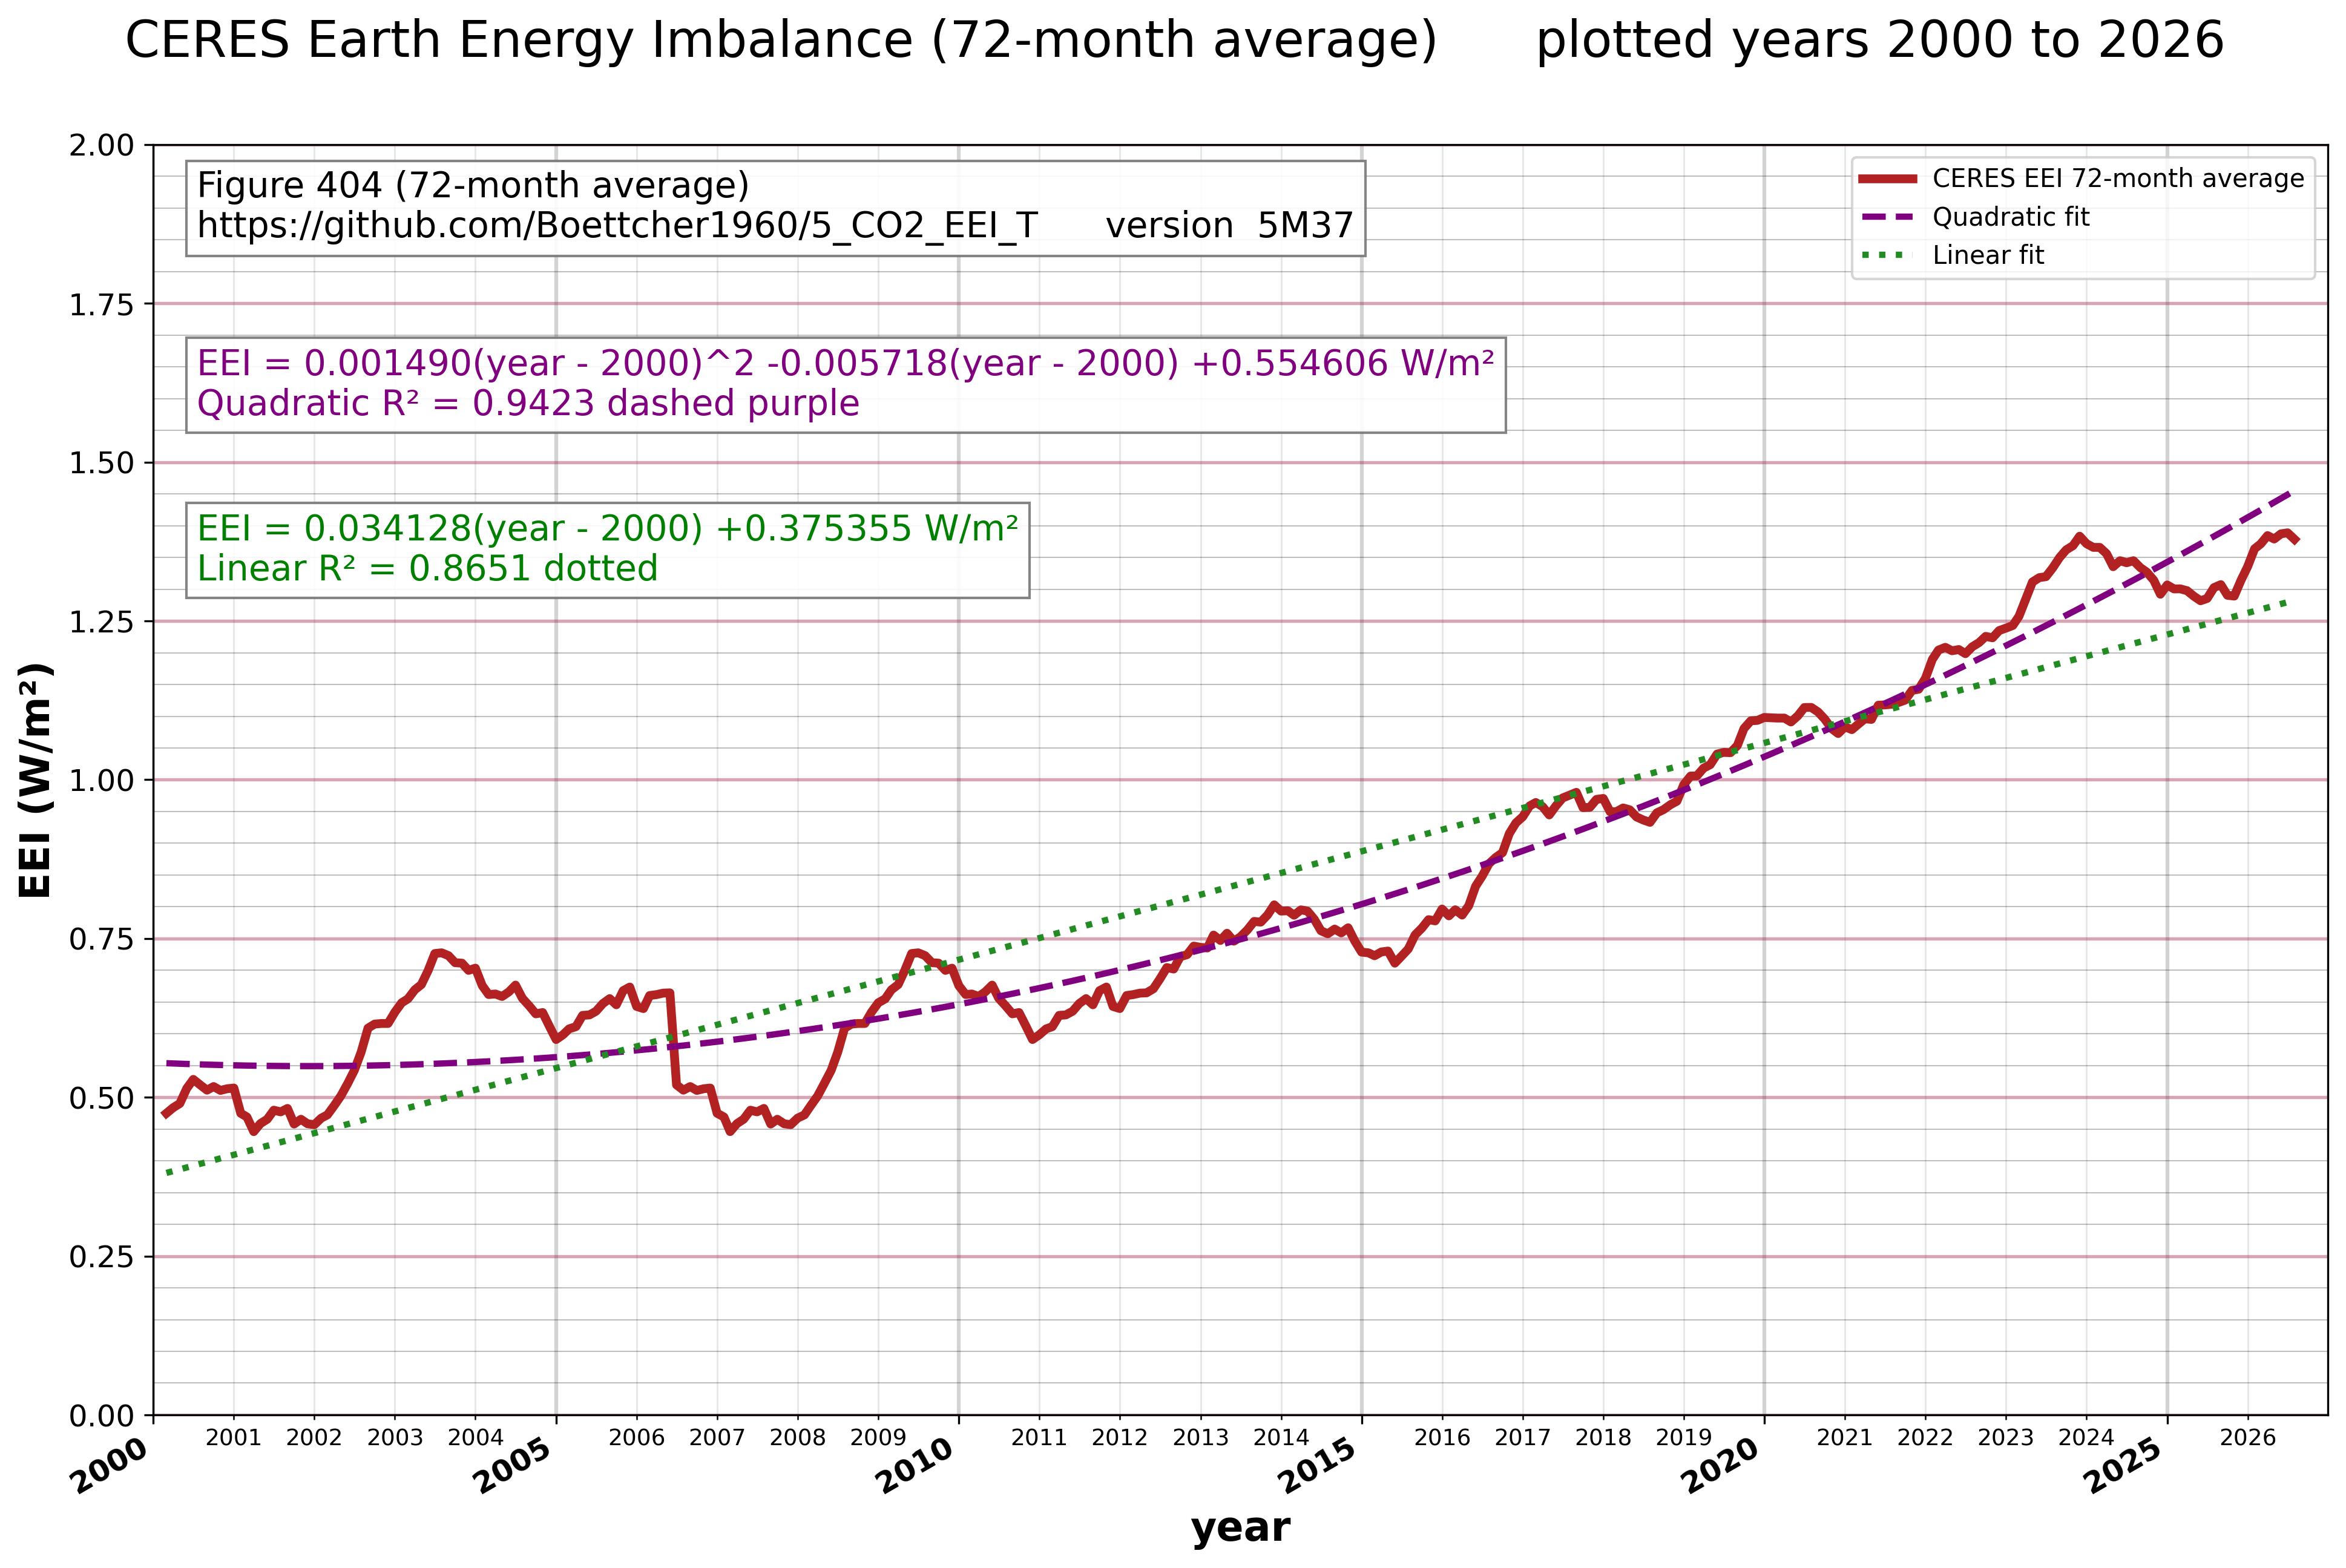 CERES Earth Energy Imbalance (72-month average)      plotted years 2000 to 2026
2.00
Figure 404 (72-month average)
https://github.com/Boettcher1960/5_CO2_EEI_T      version  5M37
CERES EEI 72-month average
Quadratic fit
Linear fit
1.75
EEI = 0.001490(year - 2000)^2 -0.005718(year - 2000) +0.554606 W/m²
Quadratic R² = 0.9423 dashed purple
1.50
EEI = 0.034128(year - 2000) +0.375355 W/m²
Linear R² = 0.8651 dotted
1.25
1.00
0.75
0.50
0.25
0.00
EEI (W/m²)
2000 2001 2002 2003 2004 2005 2006 2007 2008 2009 2010 2011 2012 2013 2014 2015 2016 2017 2018 2019 2020 2021 2022 2023 2024 2025 2026
year